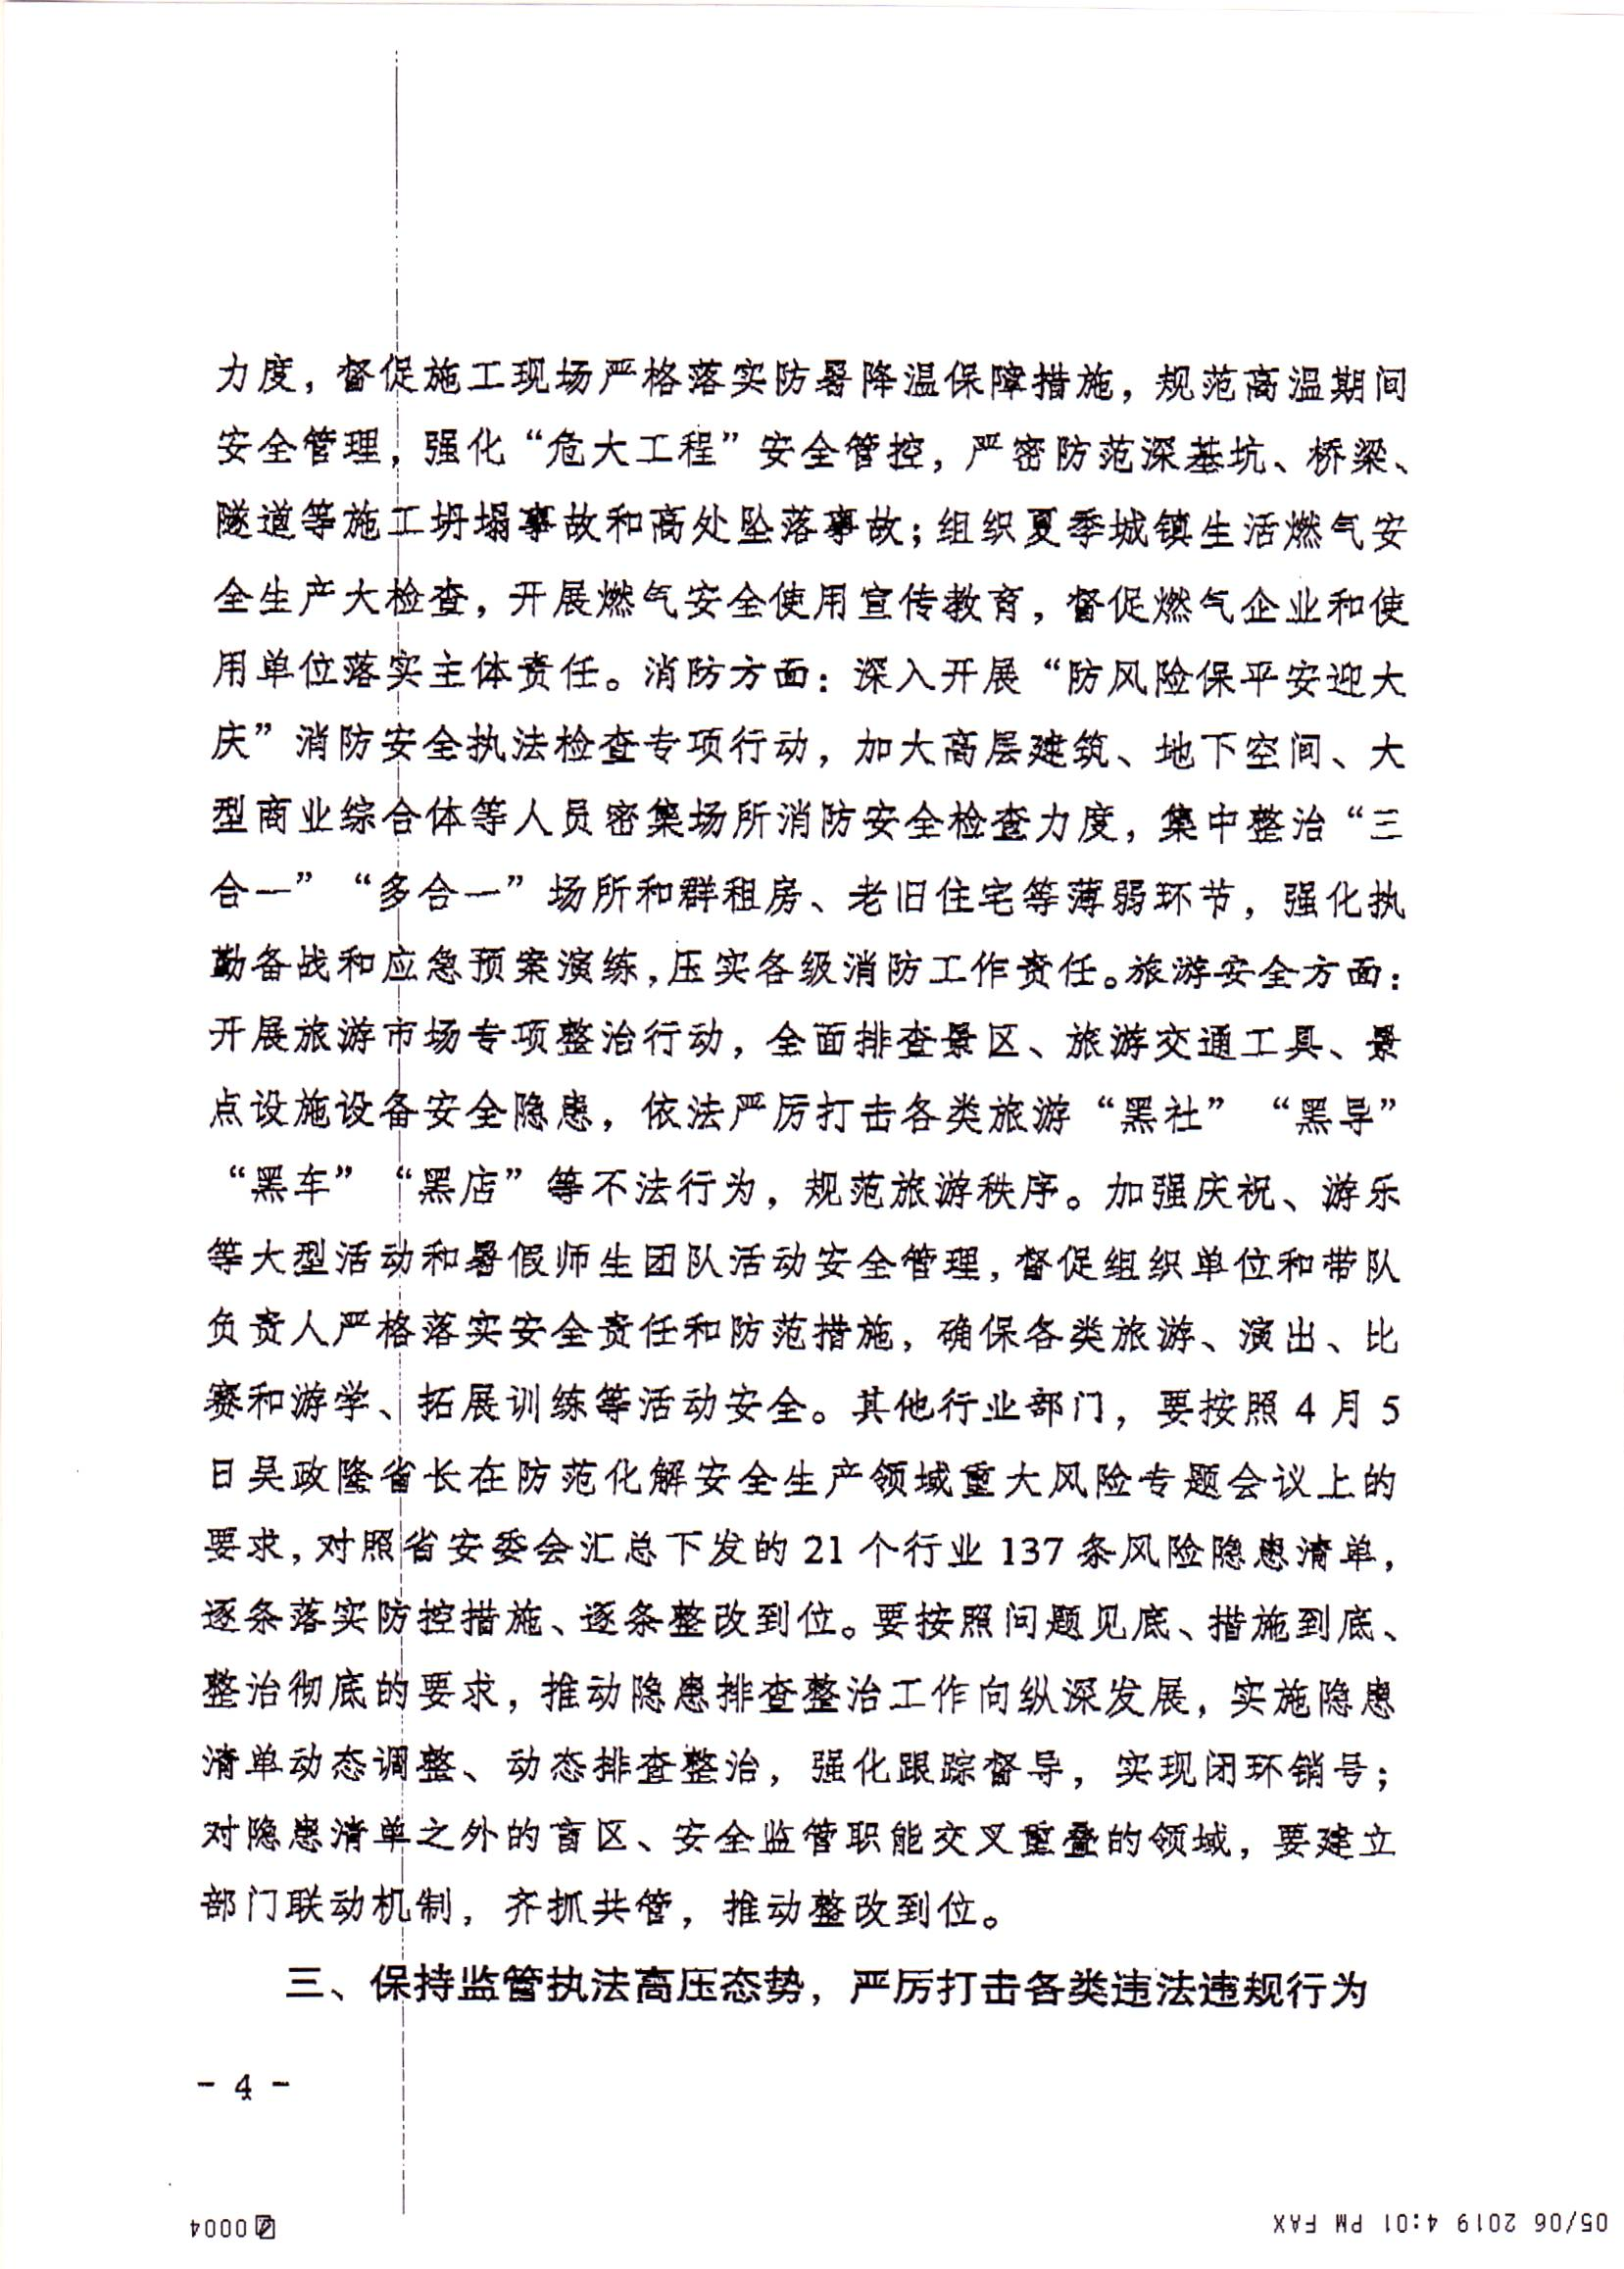 力度，督促施工现场严格落实防暑降温保障措施，规范高温期间
安全管理，强化“危大工程”安全管控，严密防范深基坑、桥梁、
隧道等施工坍塌事故和高处坠落事故；组织夏季城镇生活燃气安
全生产大检查，开展燃气安全使用宣传教育，督促燃气企业和使
用单位落实主体责任。消防方面：深入开展“防风险保平安迎大
庆”消防安全执法检查专项行动，加大高层建筑、地下空间、大
型商业综合体等人员密集场所消防安全检查力度，集中整治“三
合一”“多合一”场所和群租房、老旧住宅等薄弱环节，强化执
勤备战和应急预案演练，压实各级消防工作责任。旅游安全方面：
开展旅游市场专项整治行动，全面排查景区、旅游交通工具、景
点设施设备安全隐患，依法严厉打击各类旅游“黑社”“黑导”
“黑车”“黑店”等不法行为，规范旅游秩序。加强庆祝、游乐
等大型活动和暑假师生团队活动安全管理，督促组织单位和带队
负责人严格落实安全责任和防范措施，确保各类旅游、演出、比
赛和游学、拓展训练等活动安全。其他行业部门，要按照4月5
日吴政隆省长在防范化解安全生产领域重大风险专题会议上的
要求，对照省安委会汇总下发的21个行业137条风险隐患清单，
逐条落实防控措施、逐条整改到位。要按照问题见底、措施到底、
整治彻底的要求，推动隐患排查整治工作向纵深发展，实施隐患
清单动态调整、动态排查整治，强化跟踪督导，实现闭环销号；
对隐患清单之外的盲区、安全监管职能交叉重叠的领域，要建立
部门联动机制，齐抓共管，推动整改到位。
三、保持监管执法高压态势，严厉打击各类违法违规行为
- 4 -
05/06 2019 4:01 PM FAX
0004